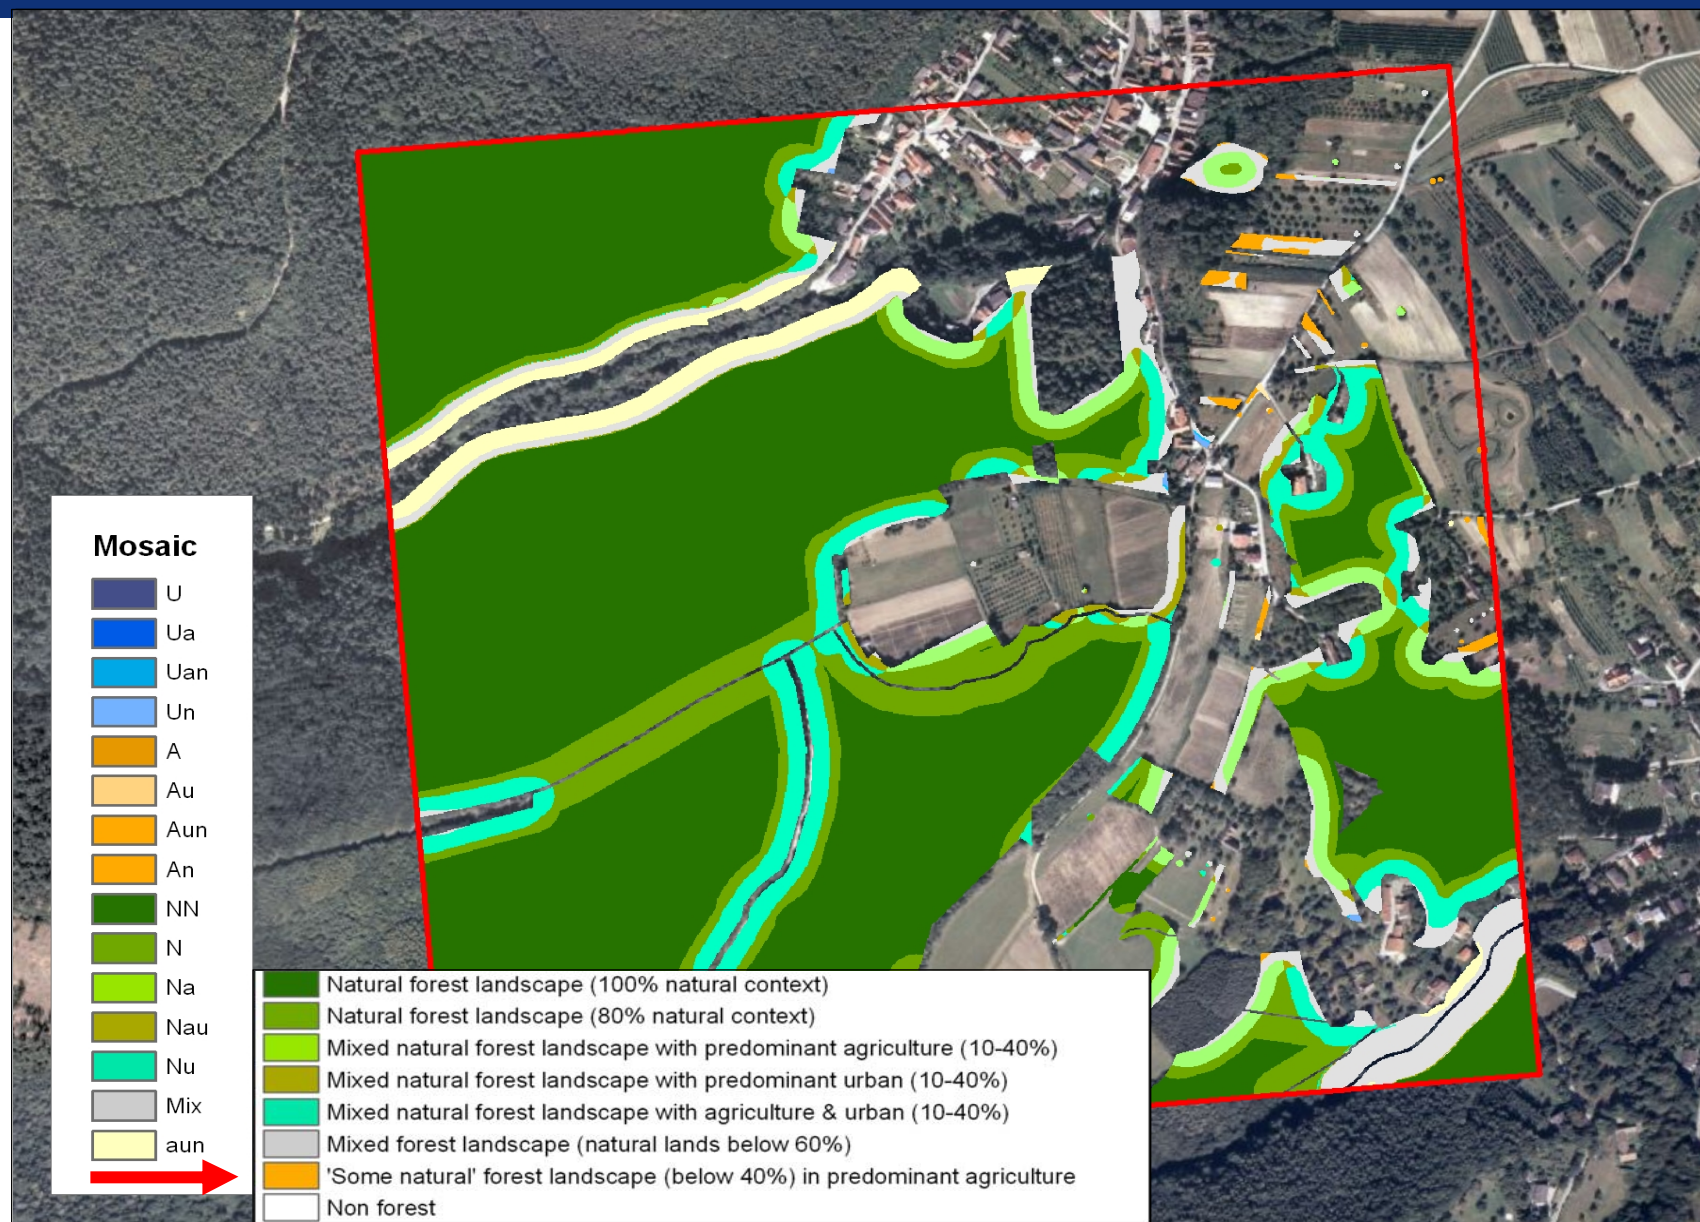 Mosaic
U
Ua
Uan
Un
A
Au
Aun
An
NN
N
Na
Nau
Nu
Mix
aun
Natural forest landscape (100% natural context)
Natural forest landscape (80% natural context)
Mixed natural forest landscape with predominant agriculture (10-40%)
Mixed natural forest landscape with predominant urban (10-40%)
Mixed natural forest landscape with agriculture & urban (10-40%)
Mixed forest landscape (natural lands below 60%)
'Some natural' forest landscape (below 40%) in predominant agriculture
Non forest